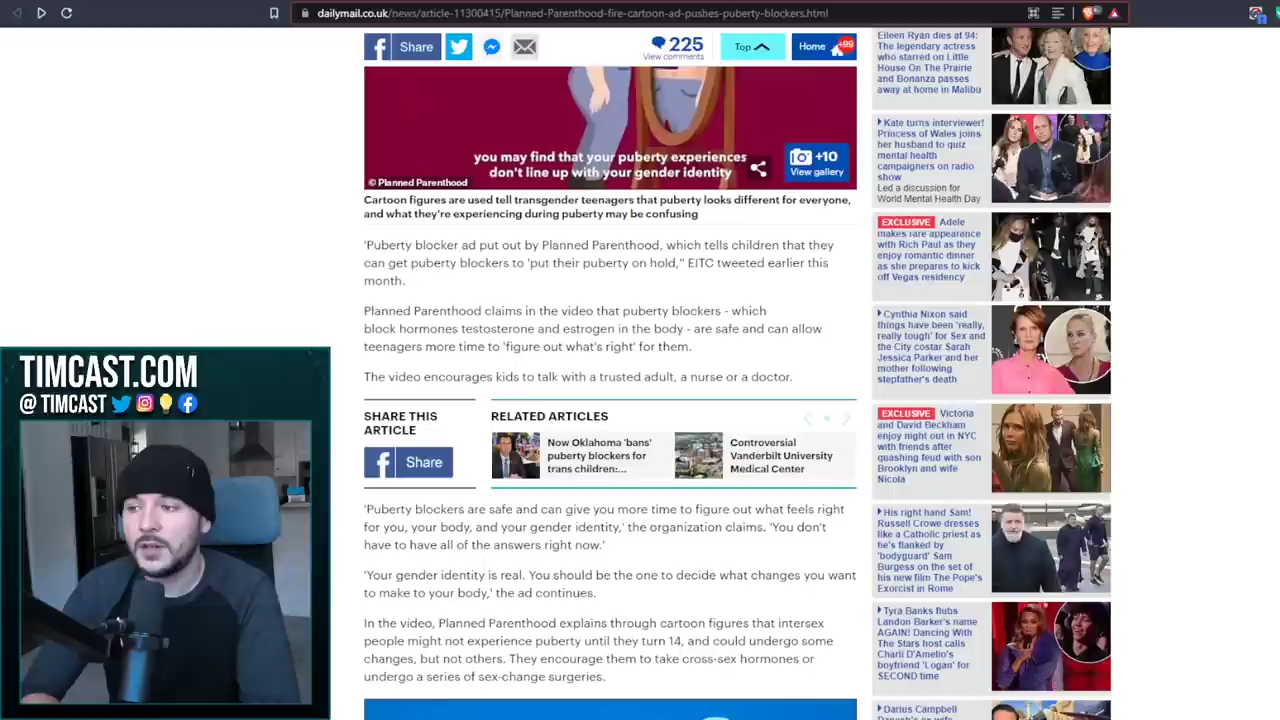 dailymail.co.uk/news/article-11300415/Planned-Parenthood-fire-cartoon-ad-pushes-puberty-blockers.html
Share
225
View comments
Top
Home
+99
you may find that your puberty experiences
don't line up with your gender identity
+10
View gallery
© Planned Parenthood
Cartoon figures are used tell transgender teenagers that puberty looks different for everyone,
and what they're experiencing during puberty may be confusing
'Puberty blocker ad put out by Planned Parenthood, which tells children that they
can get puberty blockers to 'put their puberty on hold,'' EITC tweeted earlier this
month.
Planned Parenthood claims in the video that puberty blockers - which
block hormones testosterone and estrogen in the body - are safe and can allow
teenagers more time to 'figure out what's right' for them.
The video encourages kids to talk with a trusted adult, a nurse or a doctor.
SHARE THIS
ARTICLE
Share
RELATED ARTICLES
Now Oklahoma 'bans'
puberty blockers for
trans children:...
Controversial
Vanderbilt University
Medical Center
'Puberty blockers are safe and can give you more time to figure out what feels right
for you, your body, and your gender identity,' the organization claims. 'You don't
have to have all of the answers right now.'
'Your gender identity is real. You should be the one to decide what changes you want
to make to your body,' the ad continues.
In the video, Planned Parenthood explains through cartoon figures that intersex
people might not experience puberty until they turn 14, and could undergo some
changes, but not others. They encourage them to take cross-sex hormones or
undergo a series of sex-change surgeries.
Eileen Ryan dies at 94:
The legendary actress
who starred on Little
House On The Prairie
and Bonanza passes
away at home in Malibu
Kate turns interviewer!
Princess of Wales joins
her husband to quiz
mental health
campaigners on radio
show
Led a discussion for
World Mental Health Day
EXCLUSIVE Adele
makes rare appearance
with Rich Paul as they
enjoy romantic dinner
as she prepares to kick
off Vegas residency
Cynthia Nixon said
things have been 'really,
really tough' for Sex and
the City costar Sarah
Jessica Parker and her
mother following
stepfather's death
EXCLUSIVE Victoria
and David Beckham
enjoy night out in NYC
with friends after
quashing feud with son
Brooklyn and wife
Nicola
His right hand Sam!
Russell Crowe dresses
like a Catholic priest as
he's flanked by
'bodyguard' Sam
Burgess on the set of
his new film The Pope's
Exorcist in Rome
Tyra Banks flubs
Landon Barker's name
AGAIN! Dancing With
The Stars host calls
Charli D'Amelio's
boyfriend 'Logan' for
SECOND time
Darius Campbell
TIMCAST.COM
@ TIMCAST